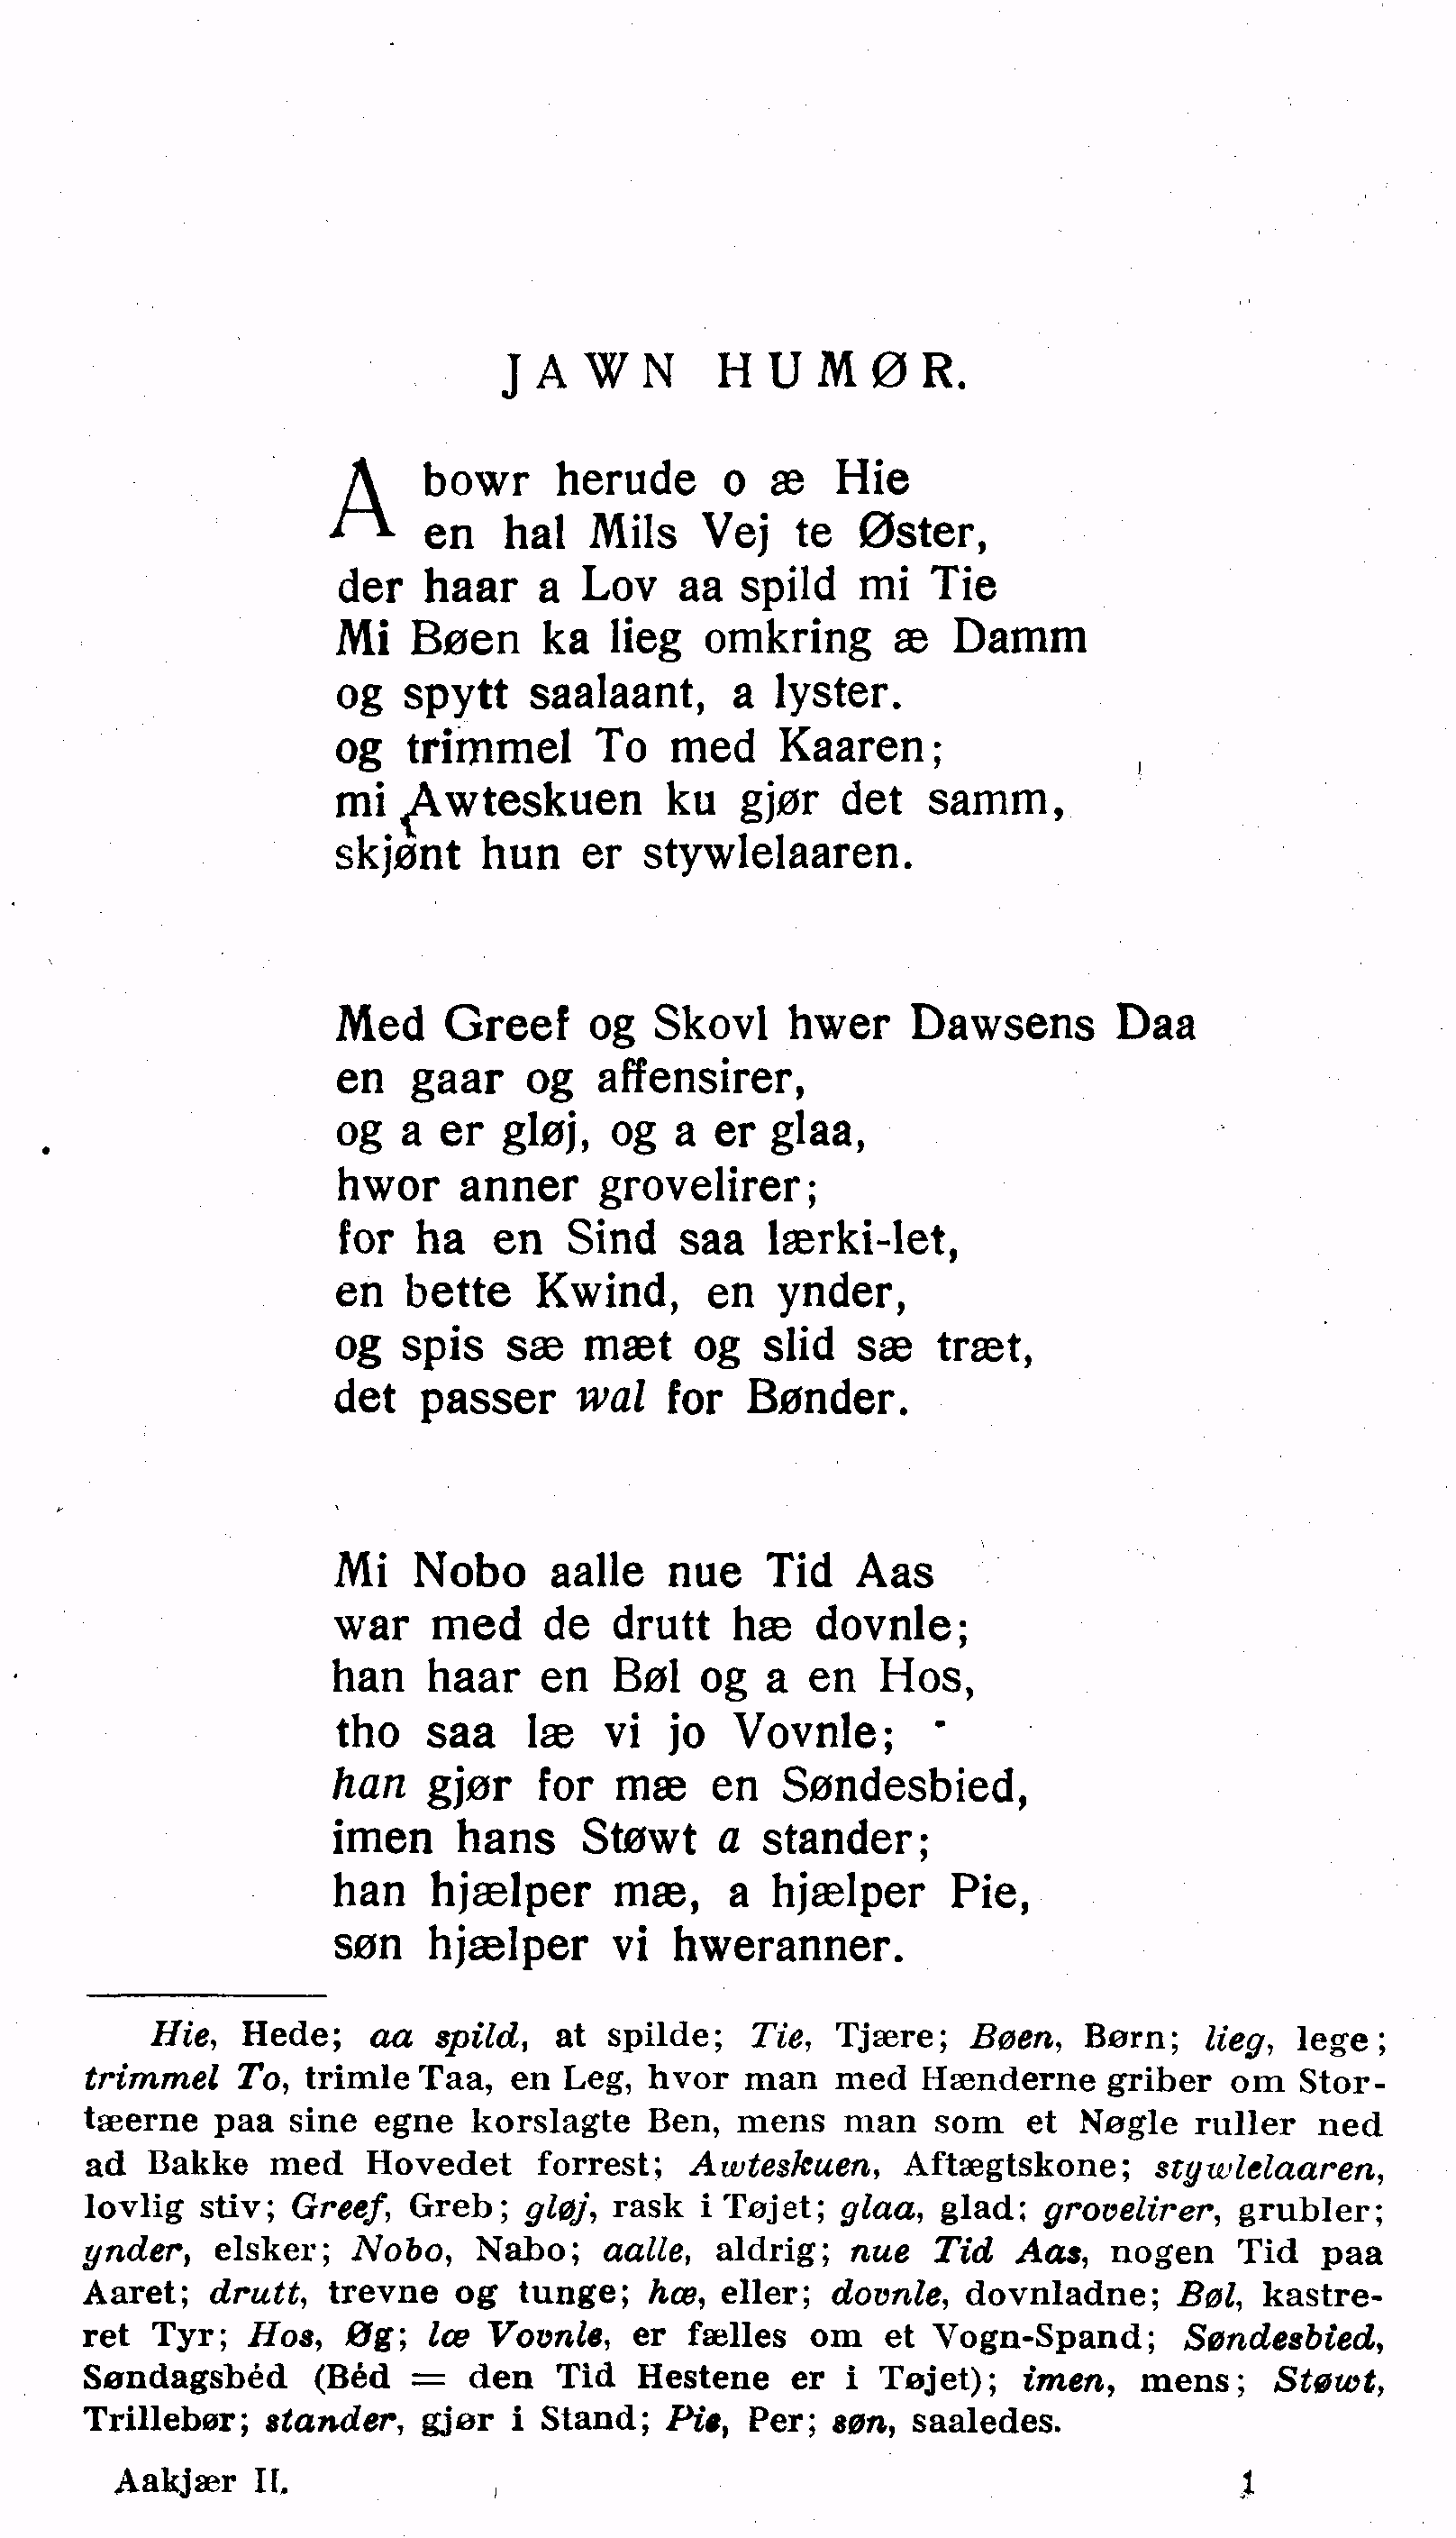 JAWN HUMØR.
A bowr herude o æ Hie
en hal Mils Vej te Øster,
der haar a Lov aa spild mi Tie
Mi Bøen ka lieg omkring æ Damm
og spytt saalaant, a lyster.
og trimmel To med Kaaren;
mi Awteskuen ku gjør det samm,
skjønt hun er stywlelaaren.
Med Greef og Skovl hwer Dawsens Daa
en gaar og affensirer,
og a er gløj, og a er glaa,
hwor anner grovelirer;
for ha en Sind saa lærki-let,
en bette Kwind, en ynder,
og spis sæ mæt og slid sæ træt,
det passer wal for Bønder.
Mi Nobo aalle nue Tid Aas
war med de drutt hæ dovnle;
han haar en Bøl og a en Hos,
tho saa læ vi jo Vovnle;
han gjør for mæ en Søndesbied,
imen hans Støwt a stander;
han hjælper mæ, a hjælper Pie,
søn hjælper vi hweranner.
Hie, Hede; aa spild, at spilde; Tie, Tjære; Bøen, Børn; lieg, lege;
trimmel To, trimle Taa, en Leg, hvor man med Hænderne griber om Stor-
tæerne paa sine egne korslagte Ben, mens man som et Nøgle ruller ned
ad Bakke med Hovedet forrest; Awteskuen, Aftægtskone; stywlelaaren,
lovlig stiv; Greef, Greb; gløj, rask i Tøjet; glaa, glad; grovelirer, grubler;
ynder, elsker; Nobo, Nabo; aalle, aldrig; nue Tid Aas, nogen Tid paa
Aaret; drutt, trevne og tunge; hæ, eller; dovnle, dovnladne; Bøl, kastre-
ret Tyr; Hos, Øg; læ Vovnle, er fælles om et Vogn-Spand; Søndesbied,
Søndagsbéd (Béd = den Tid Hestene er i Tøjet); imen, mens; Støwt,
Trillebør; stander, gjør i Stand; Pie, Per; søn, saaledes.
Aakjær II. 1